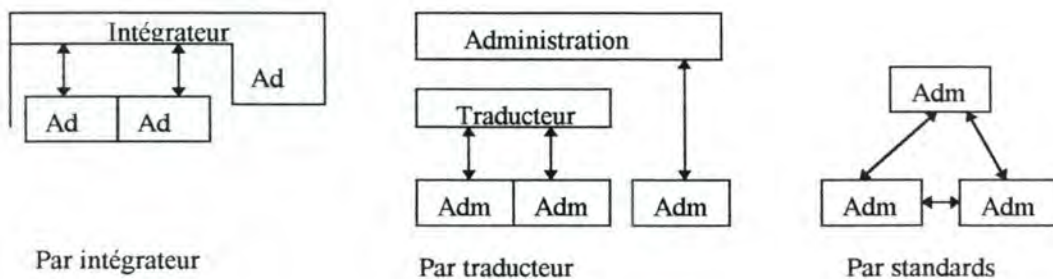 Intégrateur
Ad
Ad Ad
Par intégrateur
Administration
Traducteur
Adm Adm Adm
Par traducteur
Adm
Adm Adm
Par standards